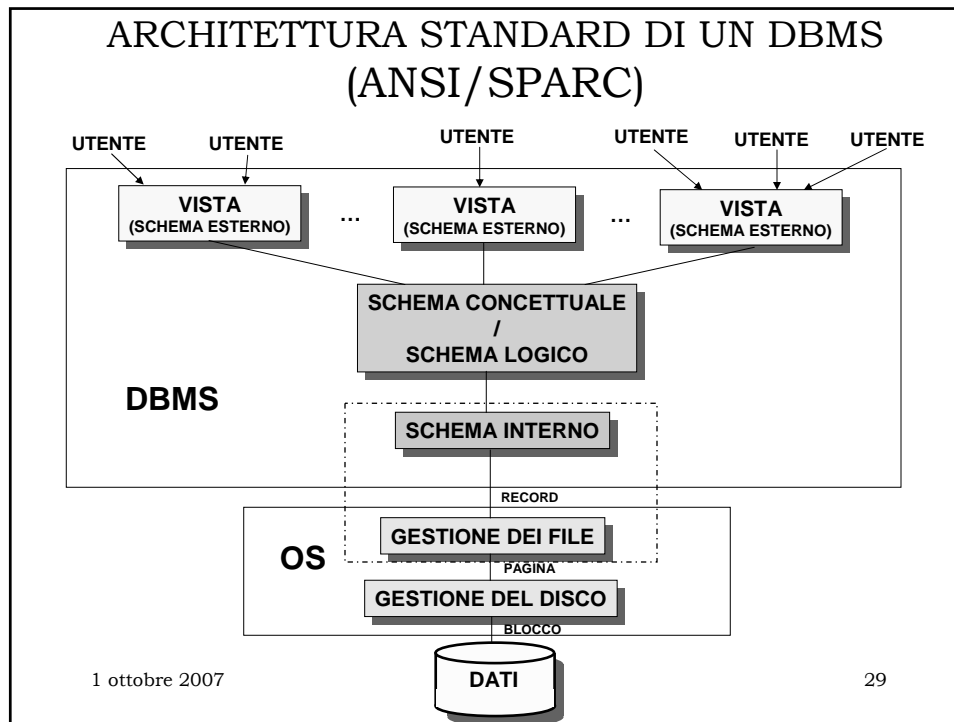 ARCHITETTURA STANDARD DI UN DBMS
(ANSI/SPARC)
UTENTE UTENTE UTENTE UTENTE UTENTE UTENTE
VISTA
(SCHEMA ESTERNO)
...
VISTA
(SCHEMA ESTERNO)
...
VISTA
(SCHEMA ESTERNO)
SCHEMA CONCETTUALE
/
SCHEMA LOGICO
DBMS
SCHEMA INTERNO
RECORD
OS
GESTIONE DEI FILE
PAGINA
GESTIONE DEL DISCO
BLOCCO
DATI
1 ottobre 2007
29